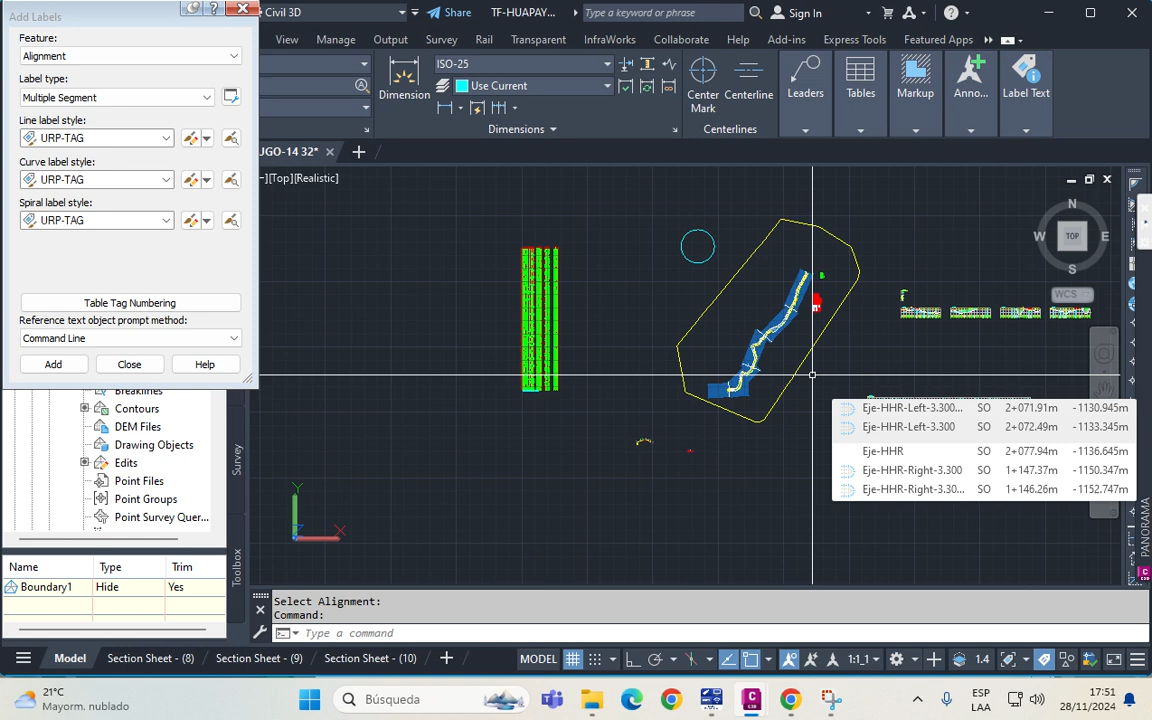 Add Labels
Feature:
Alignment
Label type:
Multiple Segment
Line label style:
URP-TAG
Curve label style:
URP-TAG
Spiral label style:
URP-TAG
Table Tag Numbering
Reference text object prompt method:
Command Line
Add
Close
Help
Civil 3D
Share
TF-HUAPAY...
Type a keyword or phrase
Sign In
View
Manage
Output
Survey
Rail
Transparent
InfraWorks
Collaborate
Help
Add-ins
Express Tools
Featured Apps
Dimension
ISO-25
Use Current
Dimensions
Center Mark
Centerline
Centerlines
Leaders
Tables
Markup
Anno...
Label Text
UGO-14 32*
[Top][Realistic]
N
W
TOP
E
S
WCS
Eje-HHR-Left-3.300... SO 2+071.91m -1130.945m
Eje-HHR-Left-3.300 SO 2+072.49m -1133.345m
Eje-HHR SO 2+077.94m -1136.645m
Eje-HHR-Right-3.300 SO 1+147.37m -1150.347m
Eje-HHR-Right-3.30... SO 1+146.26m -1152.747m
Breaklines
Contours
DEM Files
Drawing Objects
Edits
Point Files
Point Groups
Point Survey Quer...
Survey
Toolbox
PANORAMA
Name Type Trim
Boundary1 Hide Yes
Y
X
Select Alignment:
Command:
Type a command
Model
Section Sheet - (8)
Section Sheet - (9)
Section Sheet - (10)
MODEL
1:1
1.4
21°C
Mayorm. nublado
Búsqueda
ESP
LAA
17:51
28/11/2024